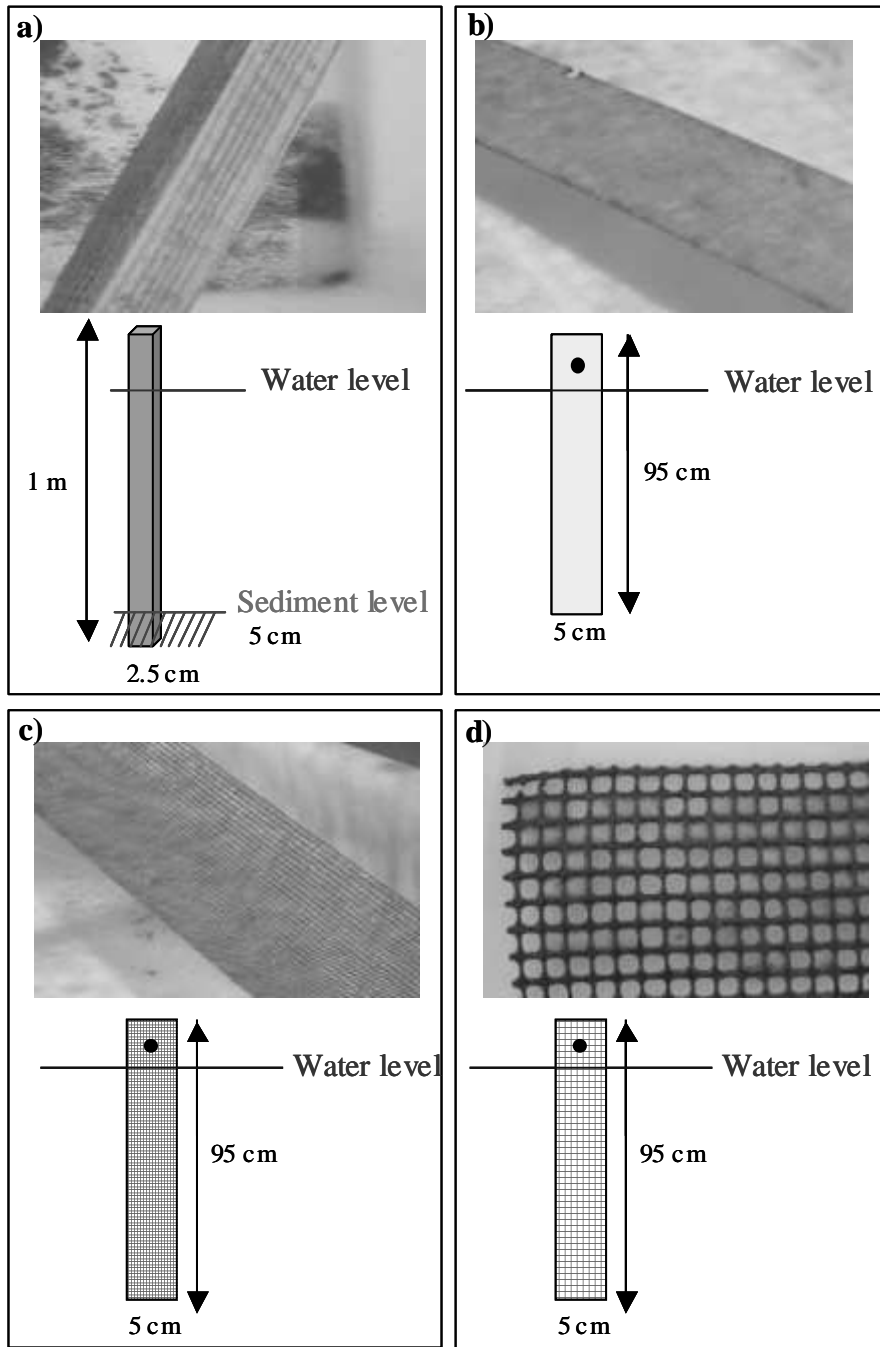 a)
Water level
1 m
Sediment level
5 cm
2.5 cm
b)
Water level
95 cm
5 cm
c)
Water level
95 cm
5 cm
d)
Water level
95 cm
5 cm